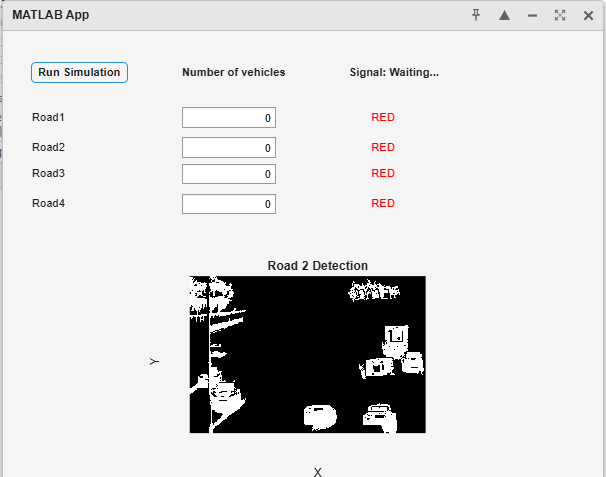 MATLAB App
Run Simulation Number of vehicles Signal: Waiting...
Road1 0 RED
Road2 0 RED
Road3 0 RED
Road4 0 RED
Road 2 Detection
Y
X